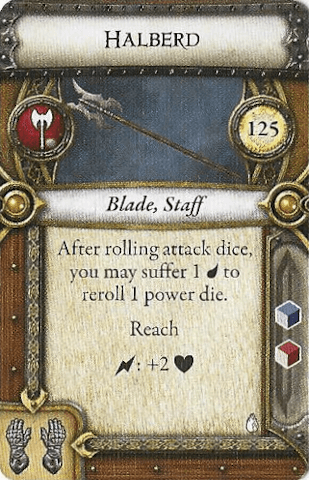 HALBERD
125
Blade, Staff
After rolling attack dice,
you may suffer 1 to
reroll 1 power die.
Reach
: +2